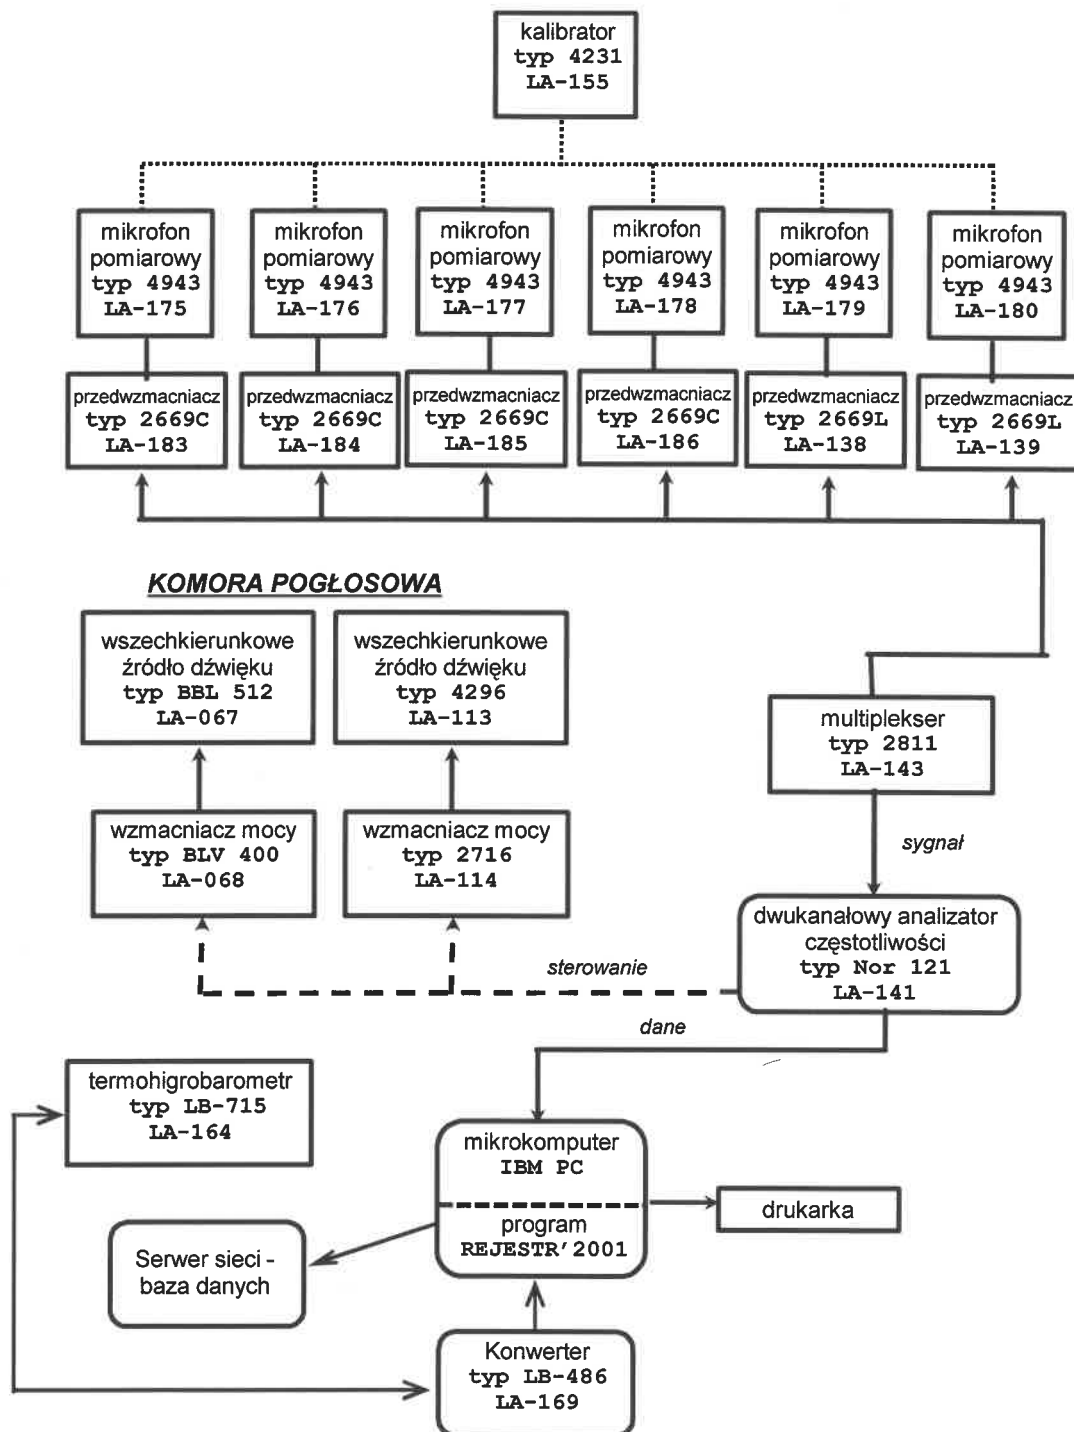 kalibrator
typ 4231
LA-155
mikrofon
pomiarowy
typ 4943
LA-175
mikrofon
pomiarowy
typ 4943
LA-176
mikrofon
pomiarowy
typ 4943
LA-177
mikrofon
pomiarowy
typ 4943
LA-178
mikrofon
pomiarowy
typ 4943
LA-179
mikrofon
pomiarowy
typ 4943
LA-180
przedwzmacniacz
typ 2669C
LA-183
przedwzmacniacz
typ 2669C
LA-184
przedwzmacniacz
typ 2669C
LA-185
przedwzmacniacz
typ 2669C
LA-186
przedwzmacniacz
typ 2669L
LA-138
przedwzmacniacz
typ 2669L
LA-139
KOMORA POGŁOSOWA
wszechkierunkowe
źródło dźwięku
typ BBL 512
LA-067
wszechkierunkowe
źródło dźwięku
typ 4296
LA-113
multiplekser
typ 2811
LA-143
wzmacniacz mocy
typ BLV 400
LA-068
wzmacniacz mocy
typ 2716
LA-114
sygnał
dwukanałowy analizator
częstotliwości
typ Nor 121
LA-141
sterowanie
dane
termohigrobarometr
typ LB-715
LA-164
mikrokomputer
IBM PC
program
REJESTR'2001
drukarka
Serwer sieci -
baza danych
Konwerter
typ LB-486
LA-169